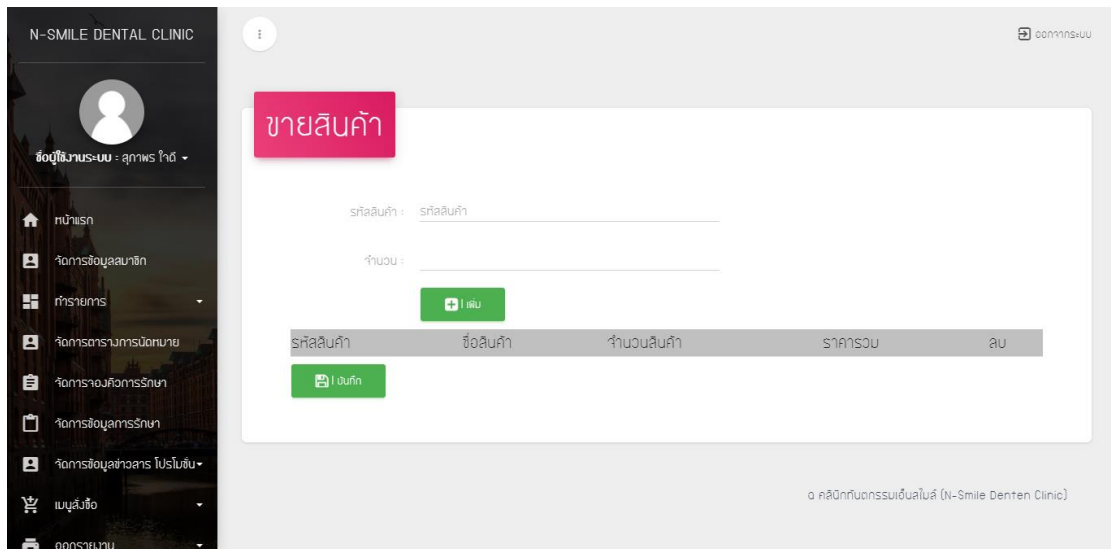 N-SMILE DENTAL CLINIC
ออกจากระบบ
ชื่อผู้ใช้งานระบบ : สุภาพร ใจดี
หน้าแรก
จัดการข้อมูลสมาชิก
ทำรายการ
จัดการตารางการนัดหมาย
จัดการจองคิวการรักษา
จัดการข้อมูลการรักษา
จัดการข้อมูลข่าวสาร โปรโมชั่น
เมนูสั่งซื้อ
ออกรายงาน
ขายสินค้า
รหัสสินค้า : รหัสสินค้า
จำนวน :
| เพิ่ม
รหัสสินค้า ชื่อสินค้า จำนวนสินค้า ราคารวม ลบ
| บันทึก
ณ คลินิกทันตกรรมเอ็นสไมล์ (N-Smile Denten Clinic)